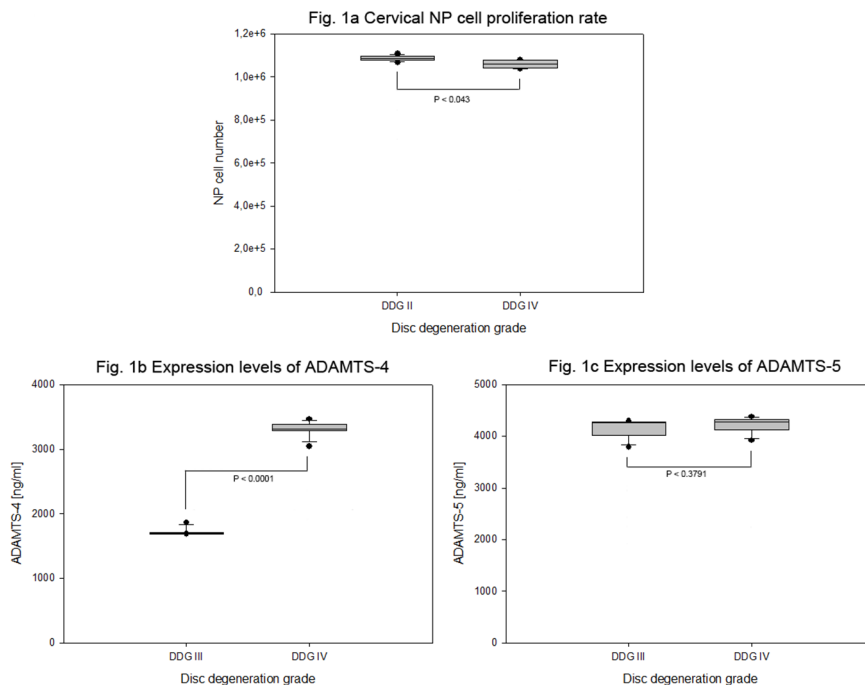 Fig. 1a Cervical NP cell proliferation rate
1,2e+6
1,0e+6
8,0e+5
6,0e+5
4,0e+5
2,0e+5
0,0
NP cell number
P < 0.043
DDG II
DDG IV
Disc degeneration grade
Fig. 1b Expression levels of ADAMTS-4
4000
3000
2000
1000
0
ADAMTS-4 [ng/ml]
P < 0.0001
DDG III
DDG IV
Disc degeneration grade
Fig. 1c Expression levels of ADAMTS-5
5000
4000
3000
2000
1000
0
ADAMTS-5 [ng/ml]
P < 0.3791
DDG III
DDG IV
Disc degeneration grade